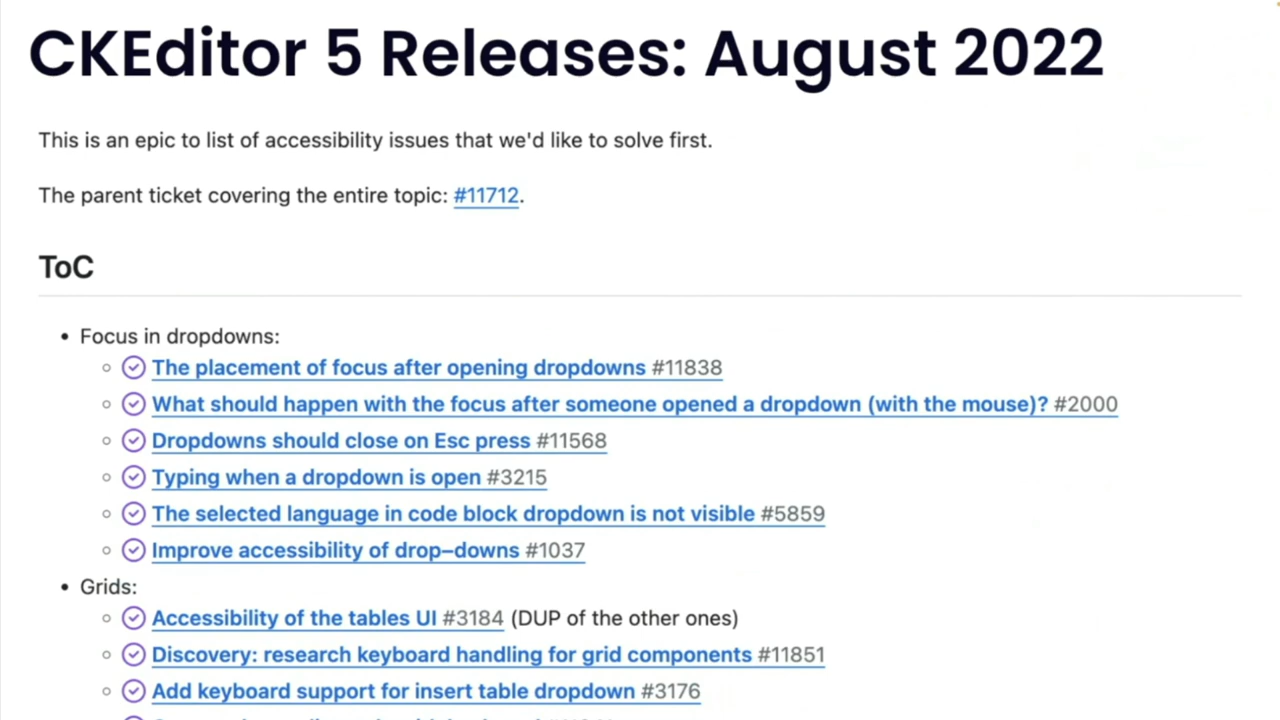 CKEditor 5 Releases: August 2022
This is an epic to list of accessibility issues that we'd like to solve first.
The parent ticket covering the entire topic: #11712.
ToC
• Focus in dropdowns:
The placement of focus after opening dropdowns #11838
What should happen with the focus after someone opened a dropdown (with the mouse)? #2000
Dropdowns should close on Esc press #11568
Typing when a dropdown is open #3215
The selected language in code block dropdown is not visible #5859
Improve accessibility of drop–downs #1037
• Grids:
Accessibility of the tables UI #3184 (DUP of the other ones)
Discovery: research keyboard handling for grid components #11851
Add keyboard support for insert table dropdown #3176